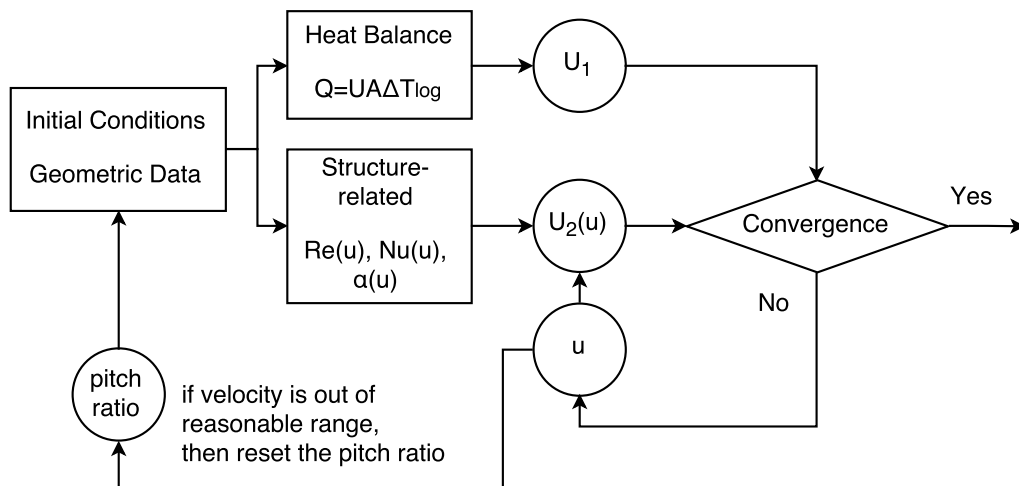 Heat Balance
Q=UAΔTlog
U1
Initial Conditions
Geometric Data
Structure-
related
Re(u), Nu(u),
α(u)
U2(u)
Convergence
Yes
No
u
pitch
ratio
if velocity is out of
reasonable range,
then reset the pitch ratio